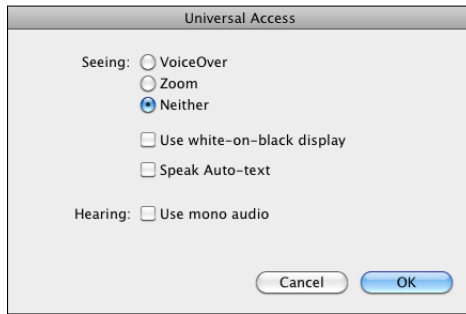 Universal Access
Seeing: VoiceOver
Zoom
Neither
Use white-on-black display
Speak Auto-text
Hearing: Use mono audio
Cancel OK